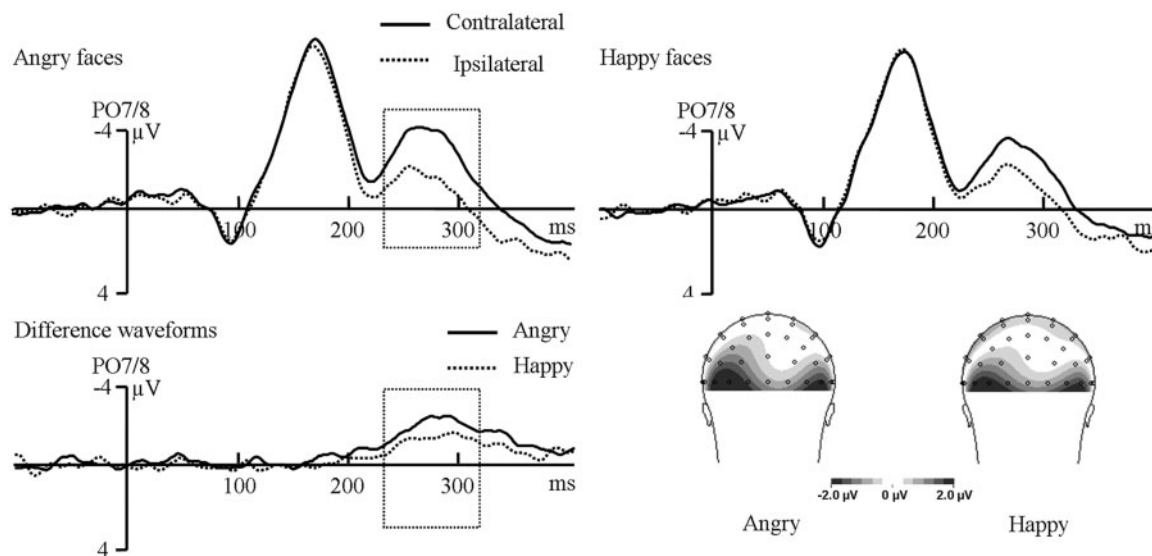 Angry faces
Contralateral
Ipsilateral
PO7/8
-4
µV
100
200
300
ms
4
Happy faces
PO7/8
-4
µV
100
200
300
ms
4
Difference waveforms
Angry
Happy
PO7/8
-4
µV
100
200
300
ms
4
-2.0 µV 0 µV 2.0 µV
Angry Happy